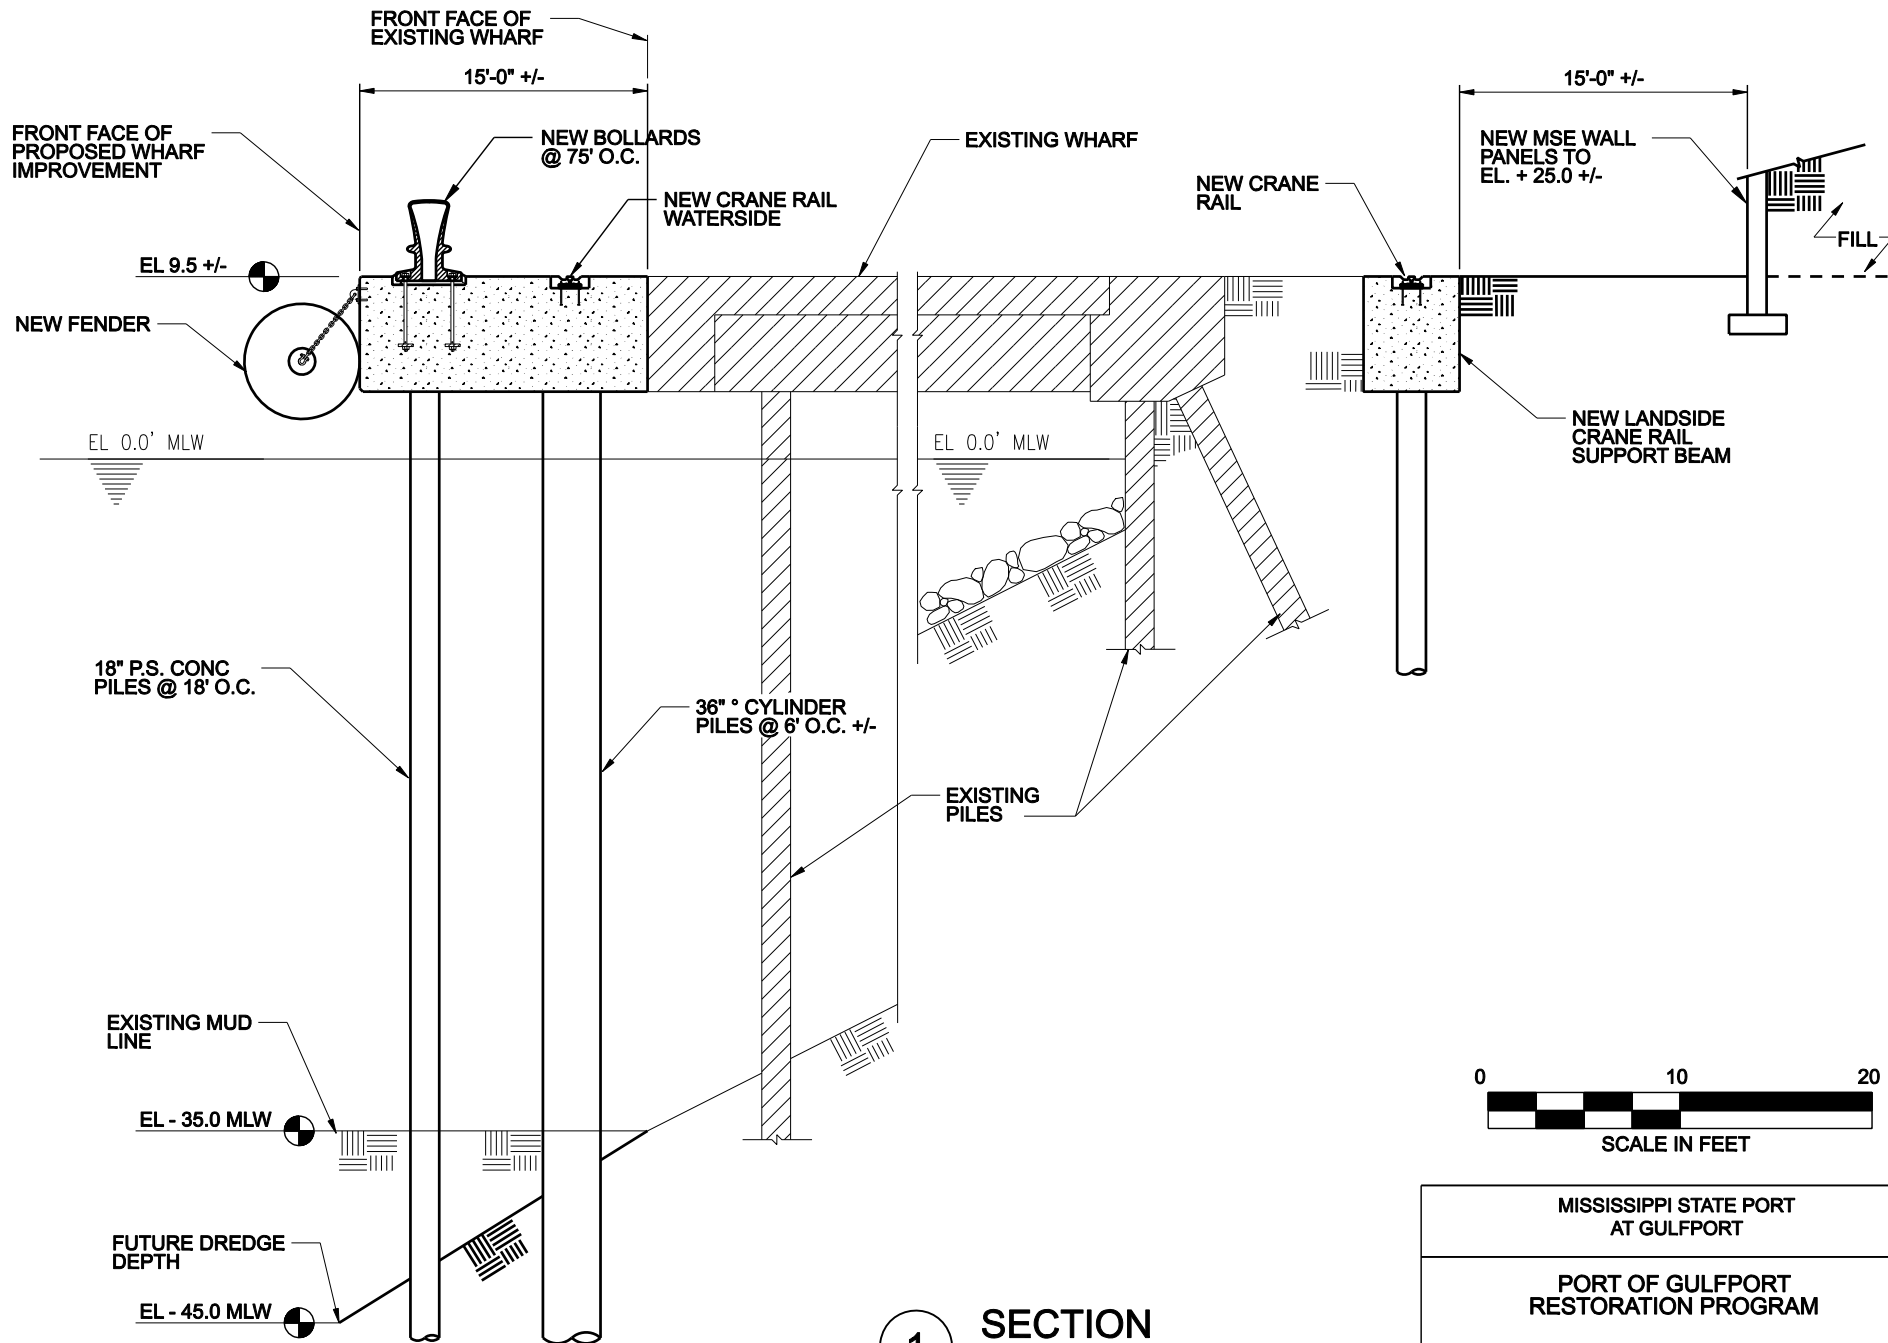 FRONT FACE OF
EXISTING WHARF
15'-0" +/-
15'-0" +/-
FRONT FACE OF
PROPOSED WHARF
IMPROVEMENT
NEW BOLLARDS
@ 75' O.C.
EXISTING WHARF
NEW MSE WALL
PANELS TO
EL. + 25.0 +/-
NEW CRANE RAIL
WATERSIDE
NEW CRANE
RAIL
FILL
EL 9.5 +/-
NEW FENDER
NEW LANDSIDE
CRANE RAIL
SUPPORT BEAM
EL 0.0' MLW
EL 0.0' MLW
18" P.S. CONC
PILES @ 18' O.C.
36" ° CYLINDER
PILES @ 6' O.C. +/-
EXISTING
PILES
EXISTING MUD
LINE
EL - 35.0 MLW
0 10 20
SCALE IN FEET
FUTURE DREDGE
DEPTH
EL - 45.0 MLW
1
SECTION
MISSISSIPPI STATE PORT
AT GULFPORT
PORT OF GULFPORT
RESTORATION PROGRAM